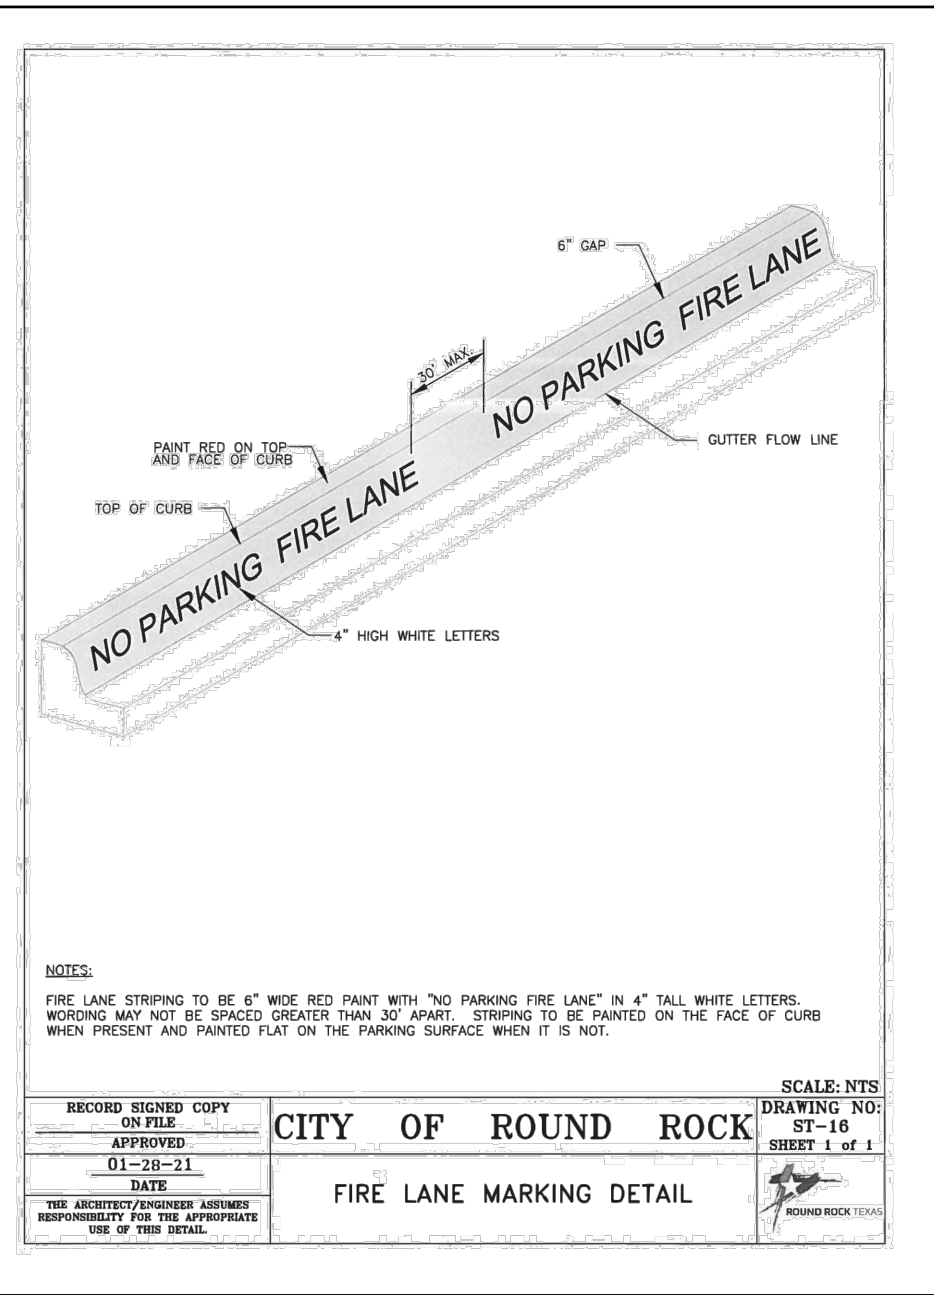 6" GAP
NO PARKING FIRE LANE
30' MAX.
GUTTER FLOW LINE
PAINT RED ON TOP
AND FACE OF CURB
TOP OF CURB
NO PARKING FIRE LANE
4" HIGH WHITE LETTERS
NOTES:
FIRE LANE STRIPING TO BE 6" WIDE RED PAINT WITH "NO PARKING FIRE LANE" IN 4" TALL WHITE LETTERS.
WORDING MAY NOT BE SPACED GREATER THAN 30' APART. STRIPING TO BE PAINTED ON THE FACE OF CURB
WHEN PRESENT AND PAINTED FLAT ON THE PARKING SURFACE WHEN IT IS NOT.
SCALE: NTS
RECORD SIGNED COPY
ON FILE
APPROVED
01-28-21
DATE
THE ARCHITECT/ENGINEER ASSUMES
RESPONSIBILITY FOR THE APPROPRIATE
USE OF THIS DETAIL.
CITY OF ROUND ROCK
FIRE LANE MARKING DETAIL
DRAWING NO:
ST-16
SHEET 1 of 1
ROUND ROCK TEXAS